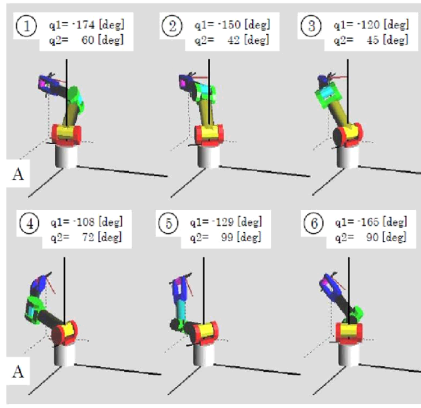 ① q1= -174 [deg]
q2= 60 [deg]
② q1= -150 [deg]
q2= 42 [deg]
③ q1= -120 [deg]
q2= 45 [deg]
A
④ q1= -108 [deg]
q2= 72 [deg]
⑤ q1= -129 [deg]
q2= 99 [deg]
⑥ q1= -165 [deg]
q2= 90 [deg]
A